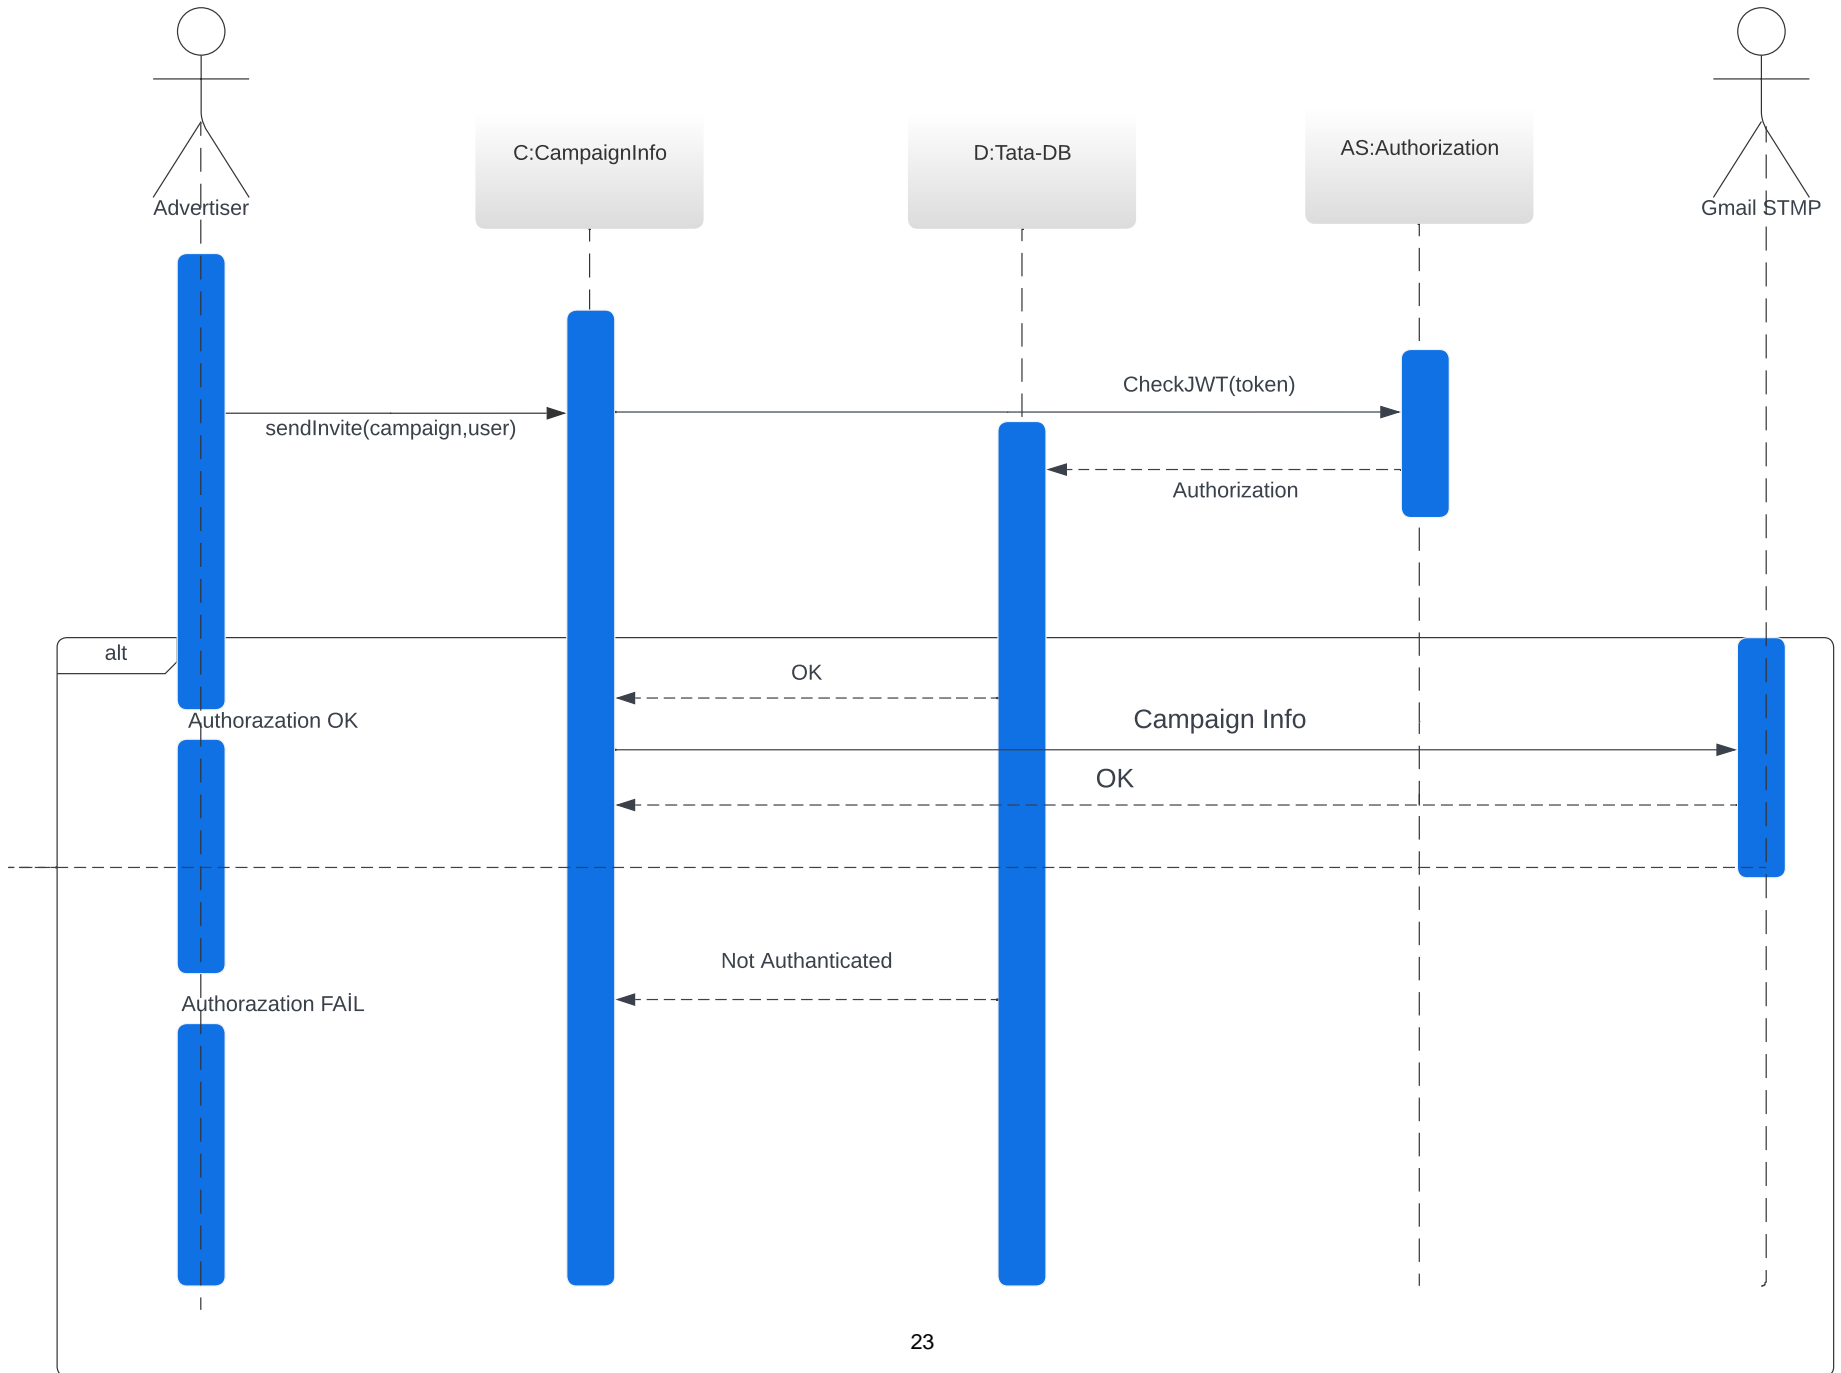 C:CampaignInfo
D:Tata-DB
AS:Authorization
Advertiser
Gmail STMP
CheckJWT(token)
sendInvite(campaign,user)
Authorization
alt
OK
Authorazation OK
Campaign Info
OK
Not Authanticated
Authorazation FAİL
23